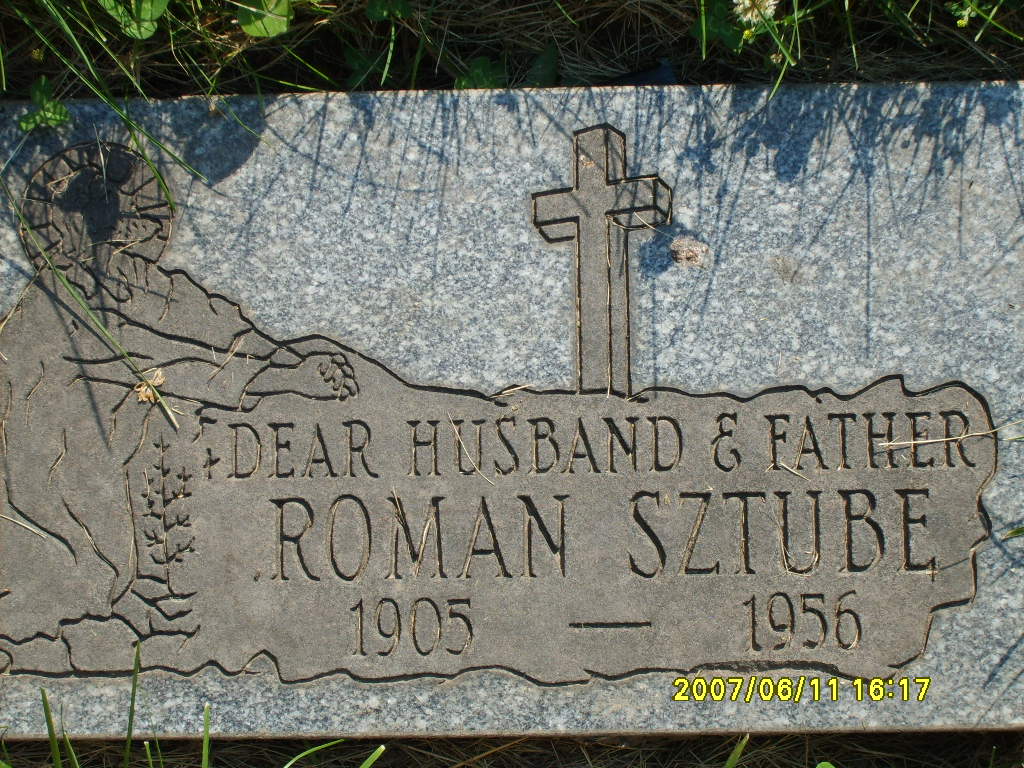 DEAR HUSBAND & FATHER
ROMAN SZTUBE
1905 — 1956
2007/06/11 16:17